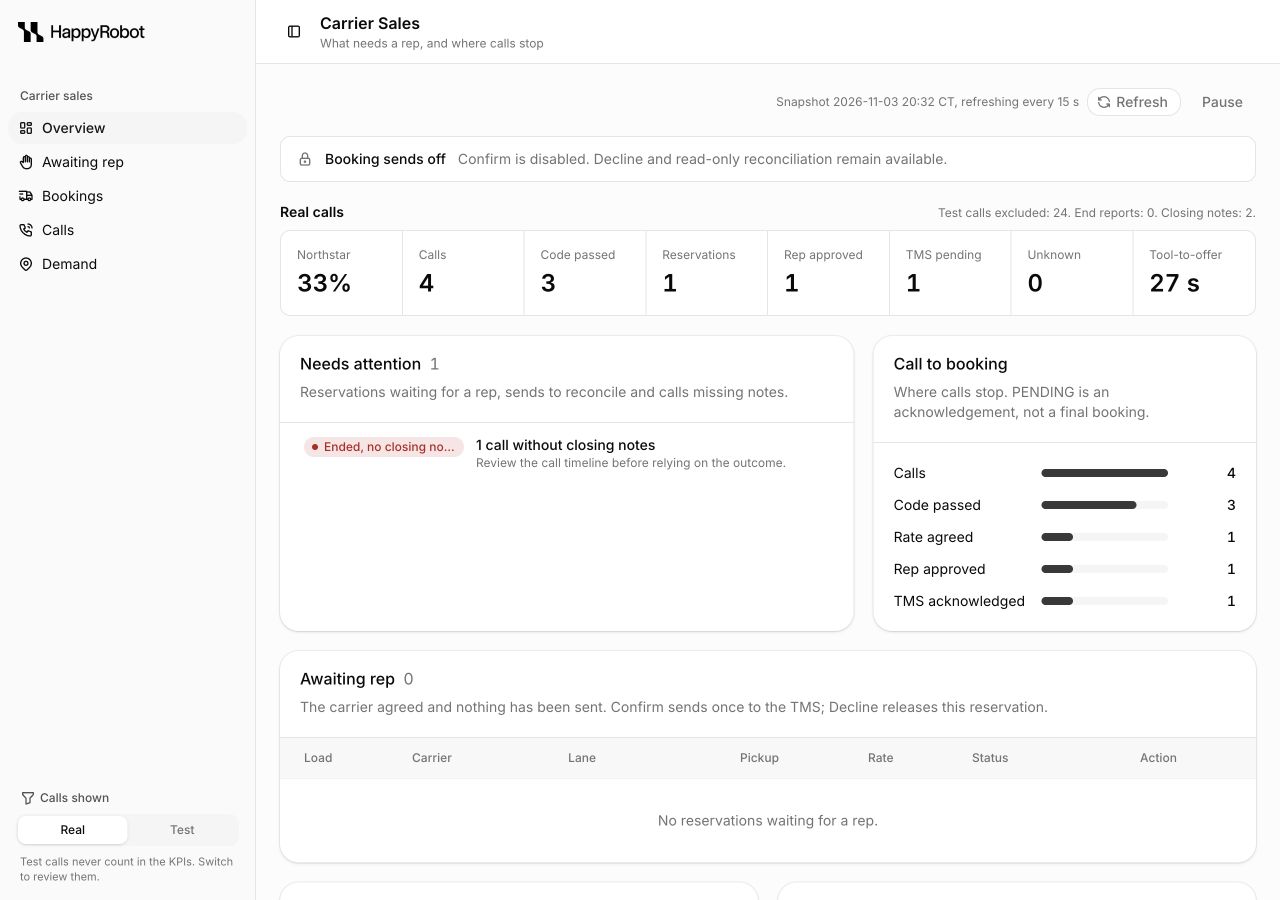 HappyRobot
Carrier sales
Overview
Awaiting rep
Bookings
Calls
Demand
Calls shown
Real
Test
Test calls never count in the KPIs. Switch
to review them.
Carrier Sales
What needs a rep, and where calls stop
Snapshot 2026-11-03 20:32 CT, refreshing every 15 s
Refresh
Pause
Booking sends off Confirm is disabled. Decline and read-only reconciliation remain available.
Real calls
Test calls excluded: 24. End reports: 0. Closing notes: 2.
Northstar
33%
Calls
4
Code passed
3
Reservations
1
Rep approved
1
TMS pending
1
Unknown
0
Tool-to-offer
27 s
Needs attention 1
Reservations waiting for a rep, sends to reconcile and calls missing notes.
Ended, no closing no...
1 call without closing notes
Review the call timeline before relying on the outcome.
Call to booking
Where calls stop. PENDING is an
acknowledgement, not a final booking.
Calls 4
Code passed 3
Rate agreed 1
Rep approved 1
TMS acknowledged 1
Awaiting rep 0
The carrier agreed and nothing has been sent. Confirm sends once to the TMS; Decline releases this reservation.
Load Carrier Lane Pickup Rate Status Action
No reservations waiting for a rep.